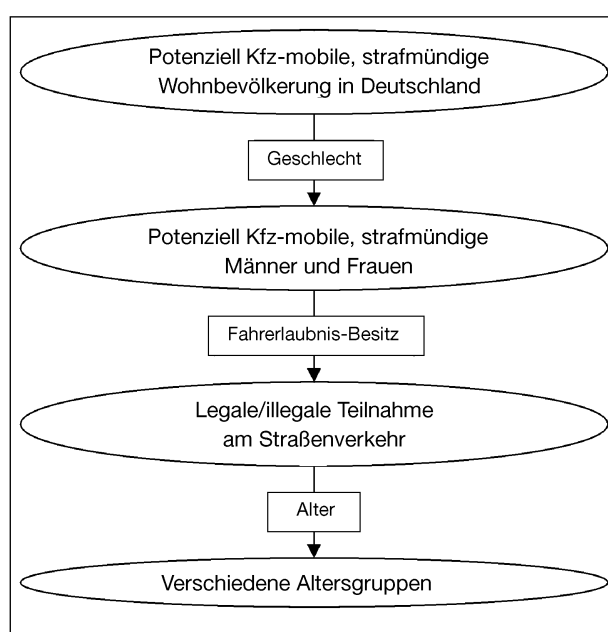 Potenziell Kfz-mobile, strafmündige
Wohnbevölkerung in Deutschland
Geschlecht
Potenziell Kfz-mobile, strafmündige
Männer und Frauen
Fahrerlaubnis-Besitz
Legale/illegale Teilnahme
am Straßenverkehr
Alter
Verschiedene Altersgruppen